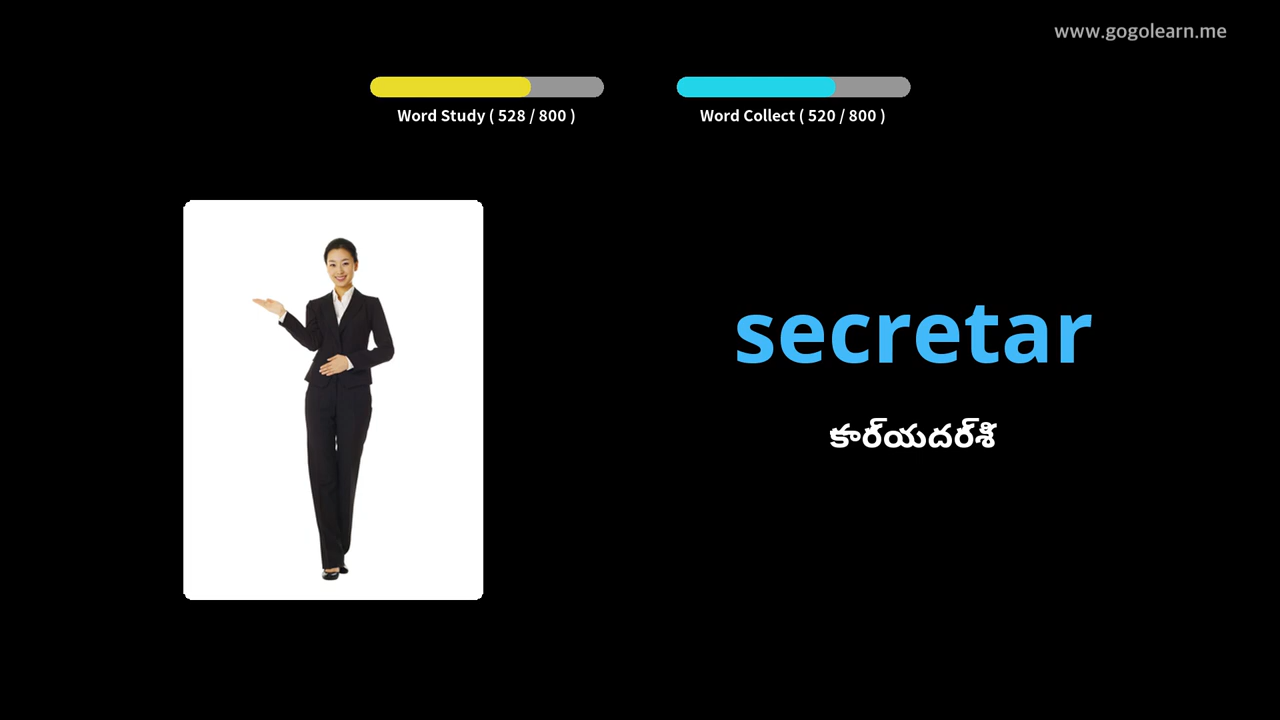 www.gogolearn.me
Word Study ( 528 / 800 )
Word Collect ( 520 / 800 )
secretar
కార్‌యదర్‌శి